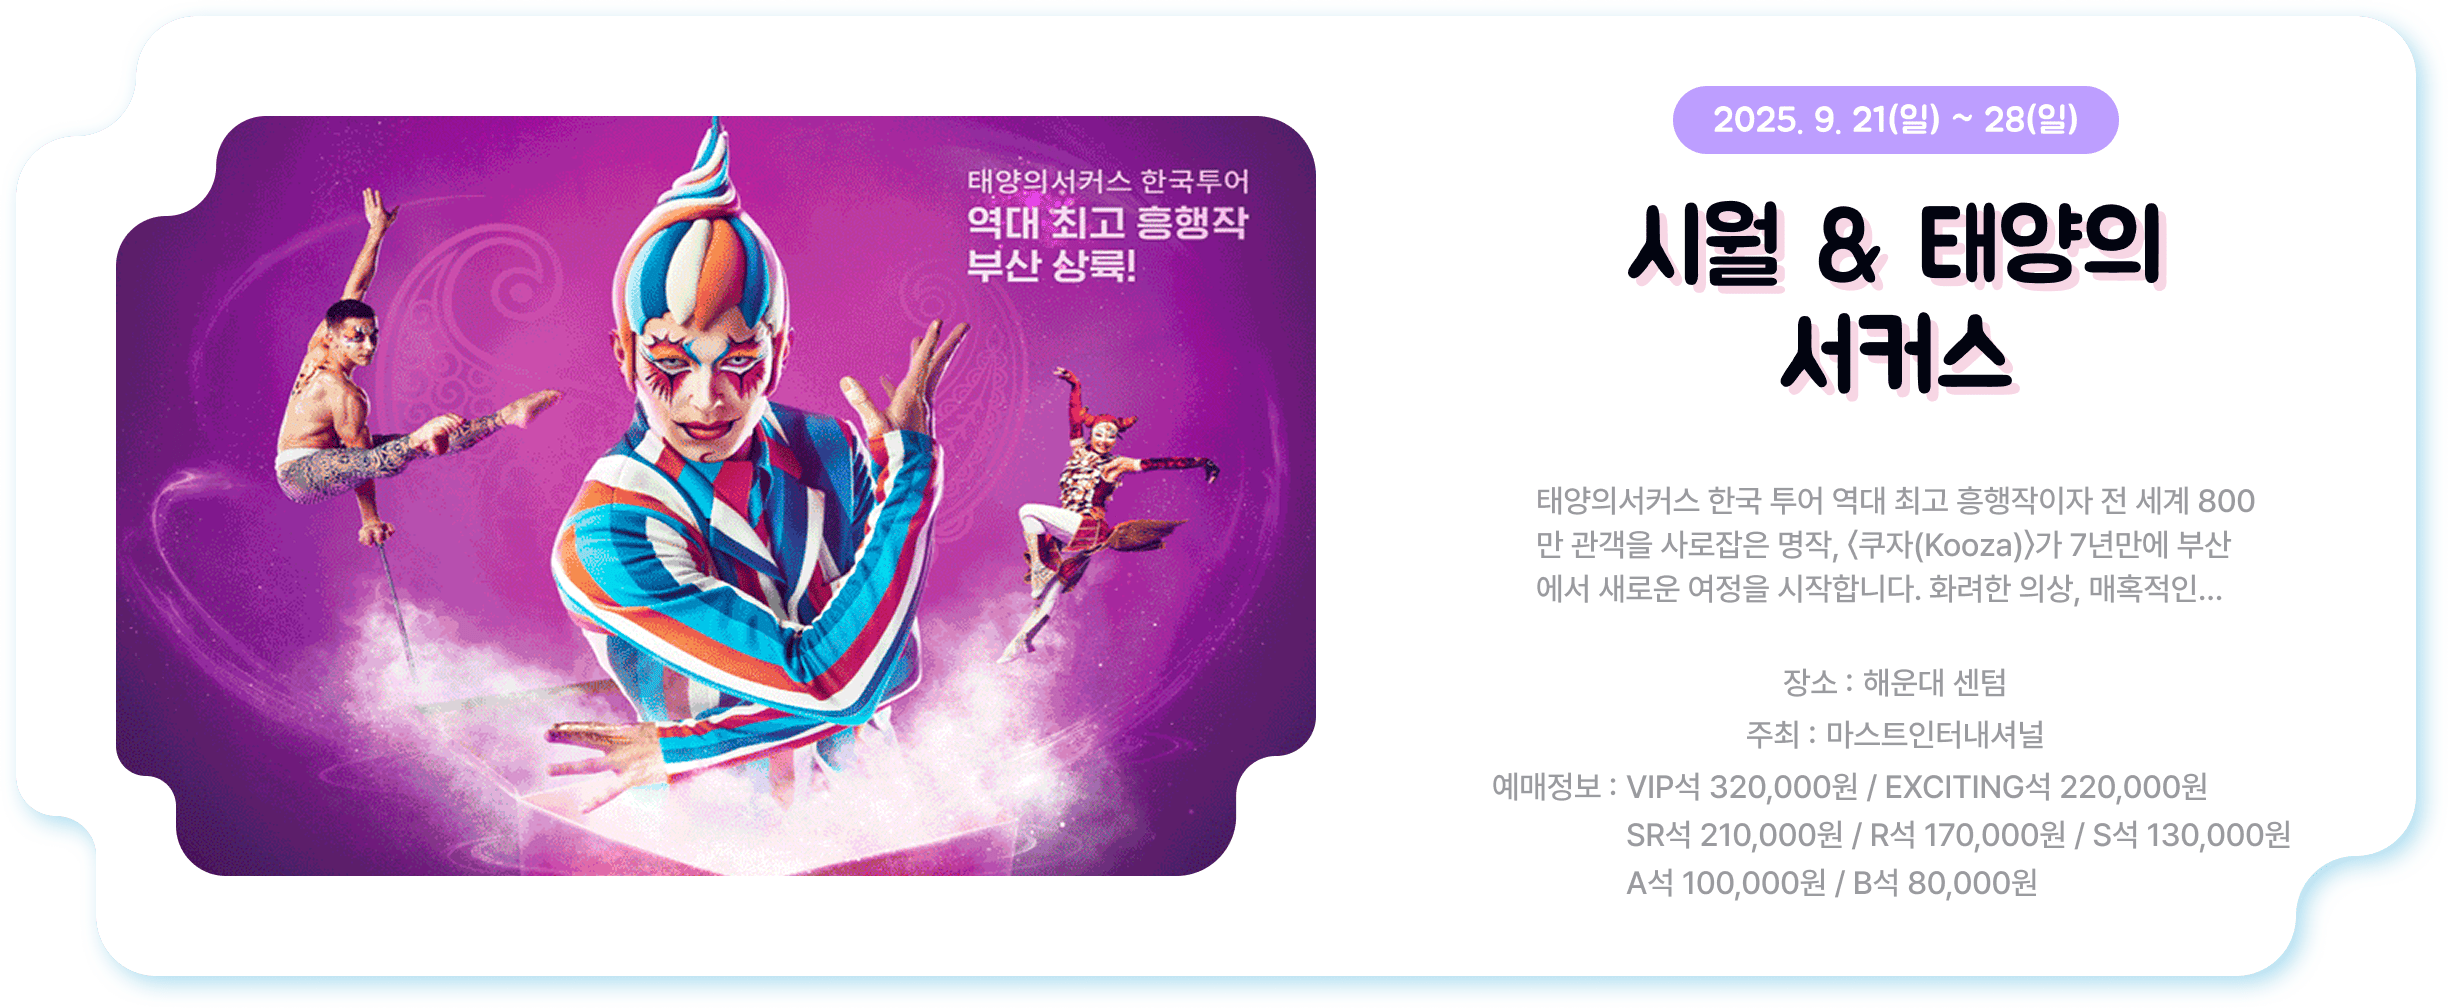 태양의서커스 한국투어
역대 최고 흥행작
부산 상륙!
2025. 9. 21(일) ~ 28(일)
시월 & 태양의
서커스
태양의서커스 한국 투어 역대 최고 흥행작이자 전 세계 800
만 관객을 사로잡은 명작, 〈쿠자(Kooza)〉가 7년만에 부산
에서 새로운 여정을 시작합니다. 화려한 의상, 매혹적인...
장소 : 해운대 센텀
주최 : 마스트인터내셔널
예매정보 : VIP석 320,000원 / EXCITING석 220,000원
SR석 210,000원 / R석 170,000원 / S석 130,000원
A석 100,000원 / B석 80,000원